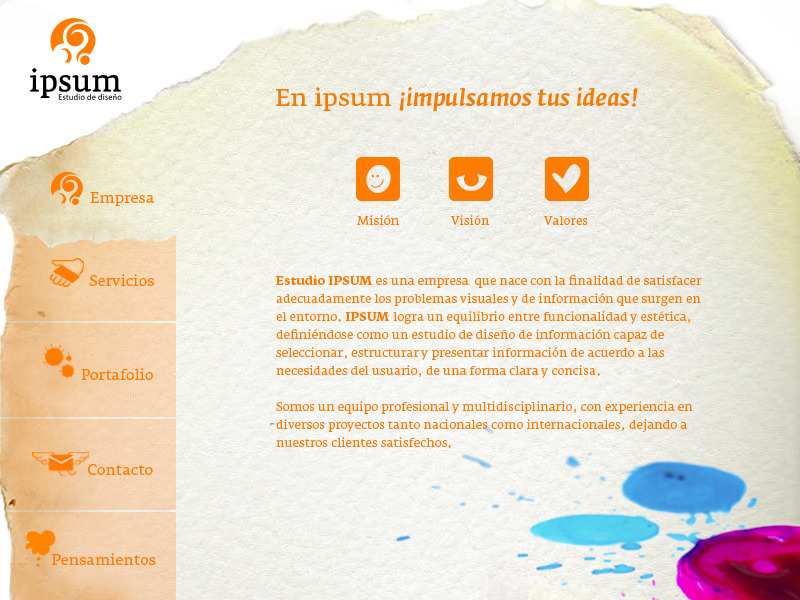 ipsum
Estudio de diseño
En ipsum ¡impulsamos tus ideas!
Misión
Visión
Valores
Empresa
Servicios
Portafolio
Contacto
Pensamientos
Estudio IPSUM es una empresa que nace con la finalidad de satisfacer
adecuadamente los problemas visuales y de información que surgen en
el entorno. IPSUM logra un equilibrio entre funcionalidad y estética,
definiéndose como un estudio de diseño de información capaz de
seleccionar, estructurar y presentar información de acuerdo a las
necesidades del usuario, de una forma clara y concisa.
Somos un equipo profesional y multidisciplinario, con experiencia en
diversos proyectos tanto nacionales como internacionales, dejando a
nuestros clientes satisfechos.